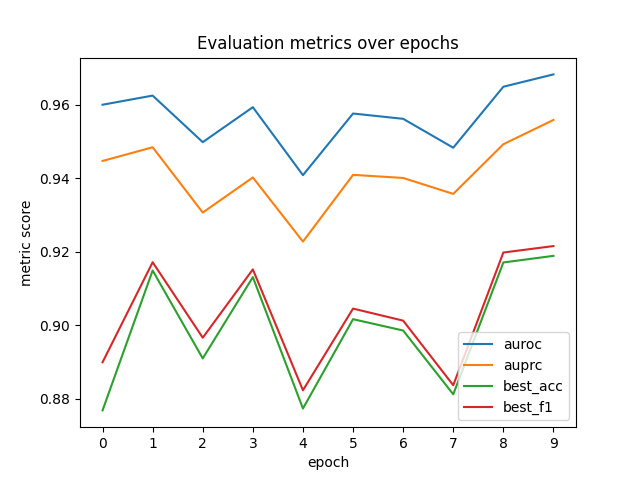 Evaluation metrics over epochs
metric score
0.96
0.94
0.92
0.90
0.88
auroc
auprc
best_acc
best_f1
0 1 2 3 4 5 6 7 8 9
epoch